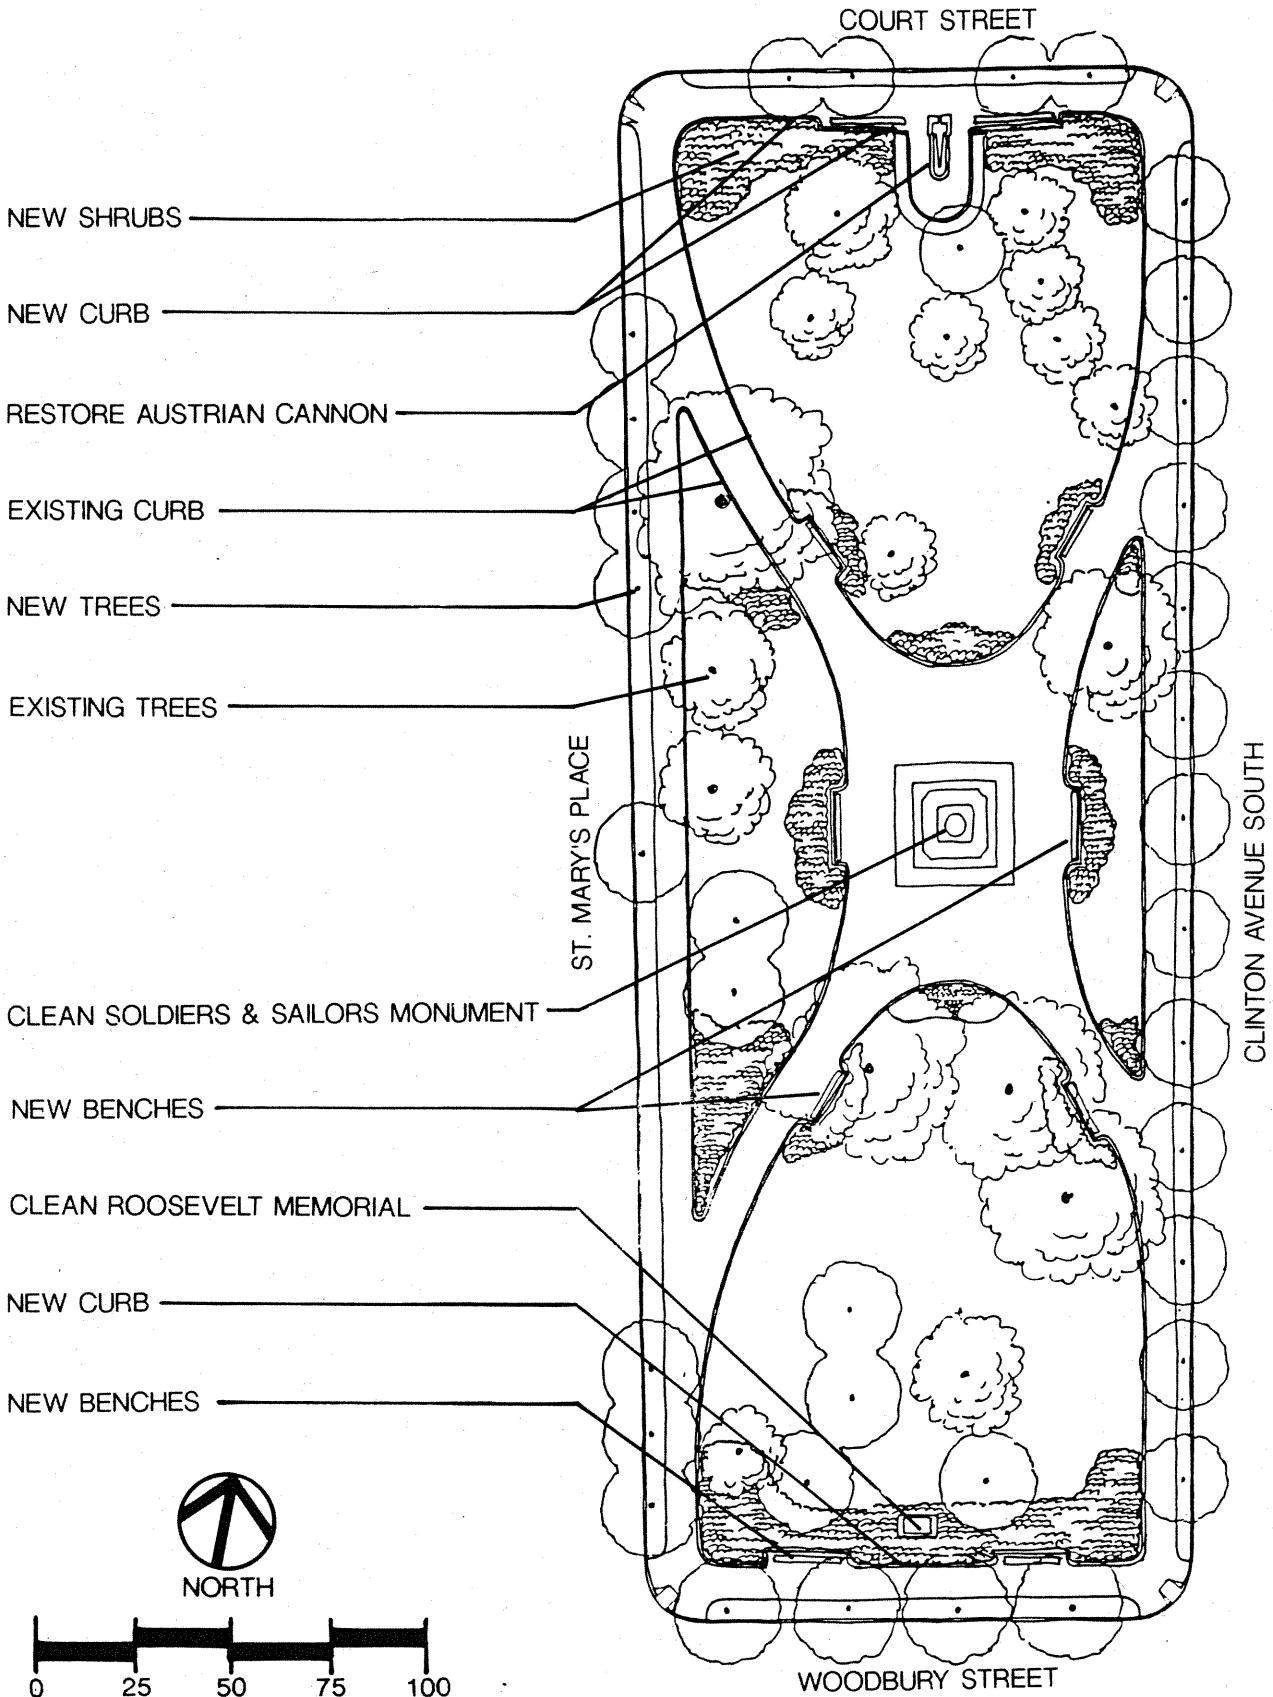 COURT STREET
NEW SHRUBS
NEW CURB
RESTORE AUSTRIAN CANNON
EXISTING CURB
NEW TREES
EXISTING TREES
ST. MARY'S PLACE
CLINTON AVENUE SOUTH
CLEAN SOLDIERS & SAILORS MONUMENT
NEW BENCHES
CLEAN ROOSEVELT MEMORIAL
NEW CURB
NEW BENCHES
NORTH
0 25 50 75 100
WOODBURY STREET